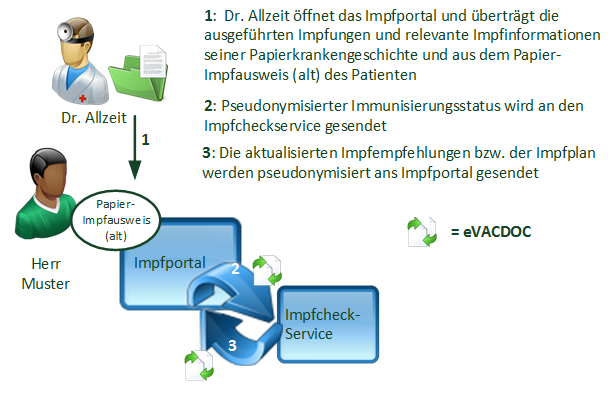 1: Dr. Allzeit öffnet das Impfportal und überträgt die
ausgeführten Impfungen und relevante Impfinformationen
seiner Papierkrankengeschichte und aus dem Papier-
Impfausweis (alt) des Patienten
Dr. Allzeit
2: Pseudonymisierter Immunisierungsstatus wird an den
Impfcheckservice gesendet
1
3: Die aktualisierten Impfempfehlungen bzw. der Impfplan
werden pseudonymisiert ans Impfportal gesendet
Papier-
Impfausweis
(alt)
= eVACDOC
Herr
Muster
Impfportal
2
Impfcheck-
Service
3